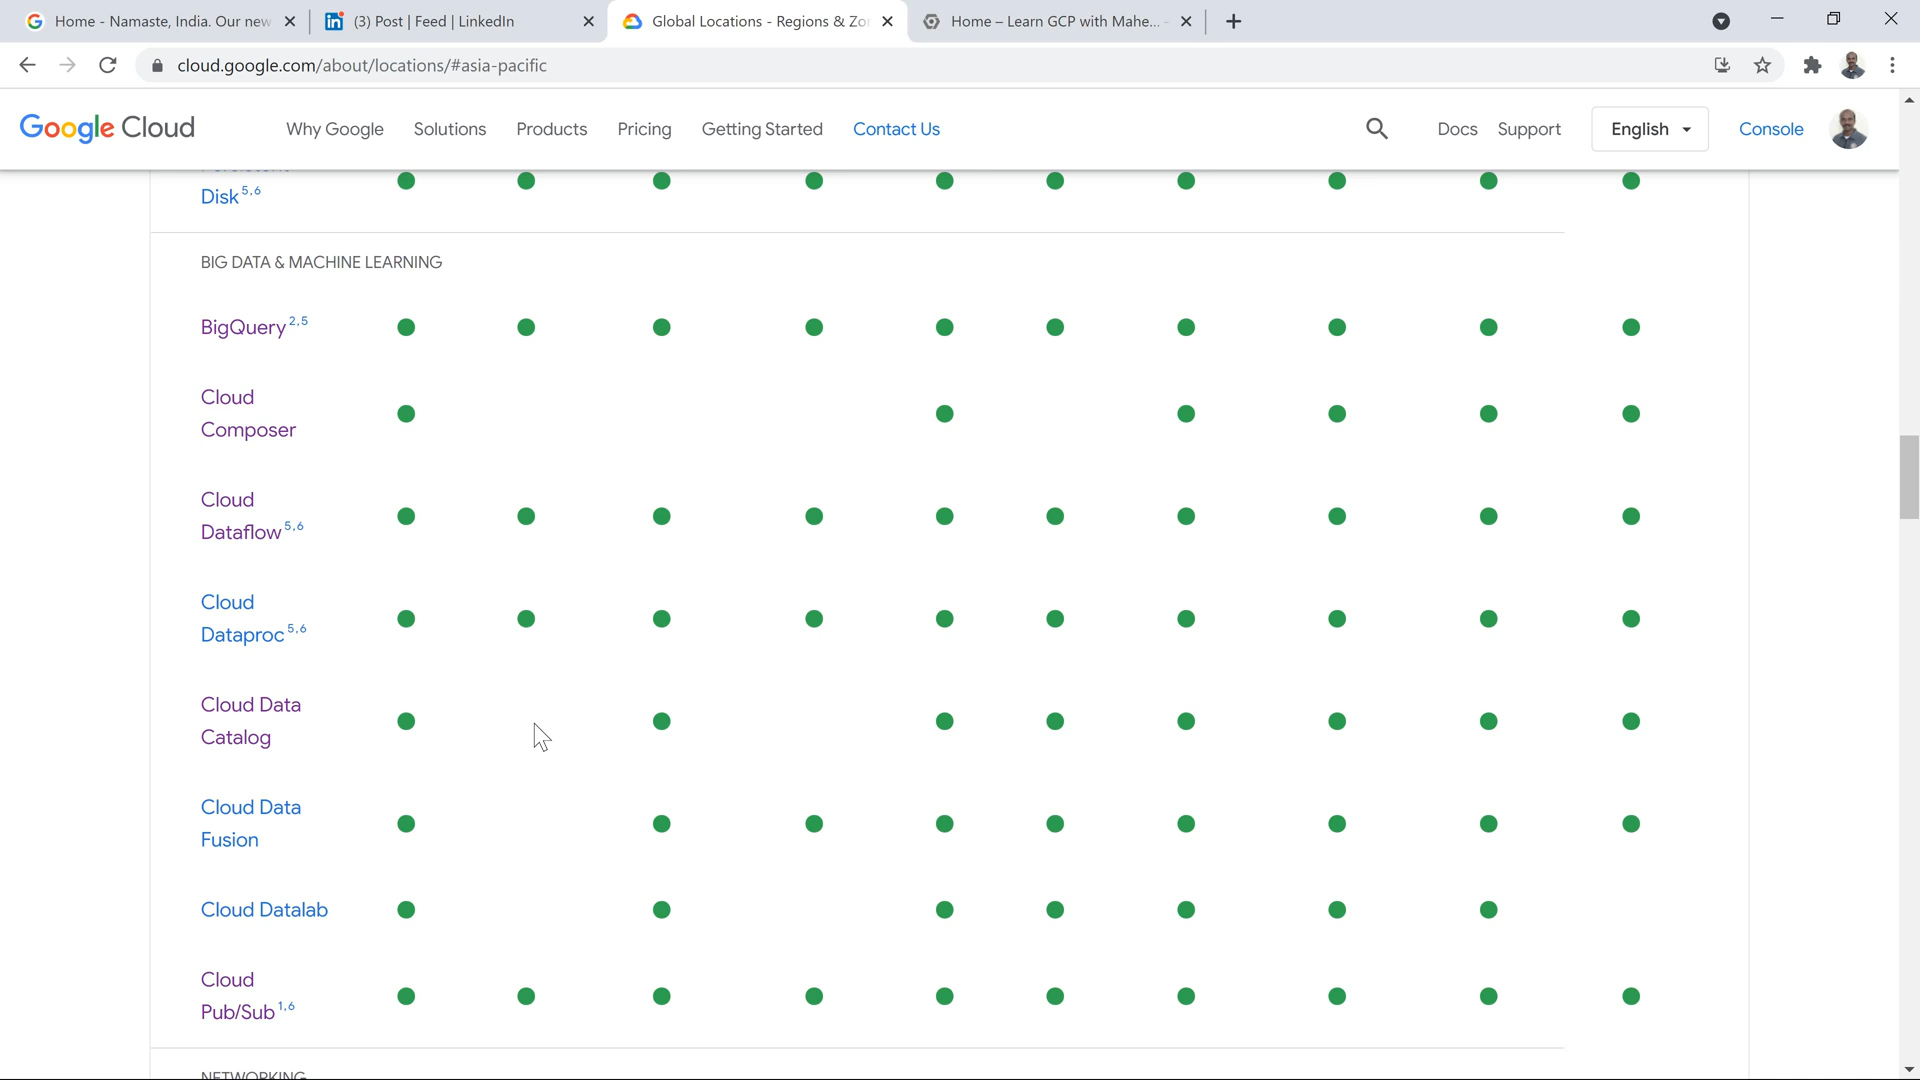 Home - Namaste, India. Our new
(3) Post | Feed | LinkedIn
Global Locations - Regions & Zo
Home – Learn GCP with Mahe...
cloud.google.com/about/locations/#asia-pacific
Google Cloud
Why Google
Solutions
Products
Pricing
Getting Started
Contact Us
Docs
Support
English
Console
Disk 5,6
BIG DATA & MACHINE LEARNING
BigQuery 2,5
Cloud
Composer
Cloud
Dataflow 5,6
Cloud
Dataproc 5,6
Cloud Data
Catalog
Cloud Data
Fusion
Cloud Datalab
Cloud
Pub/Sub 1,6
NETWORKING